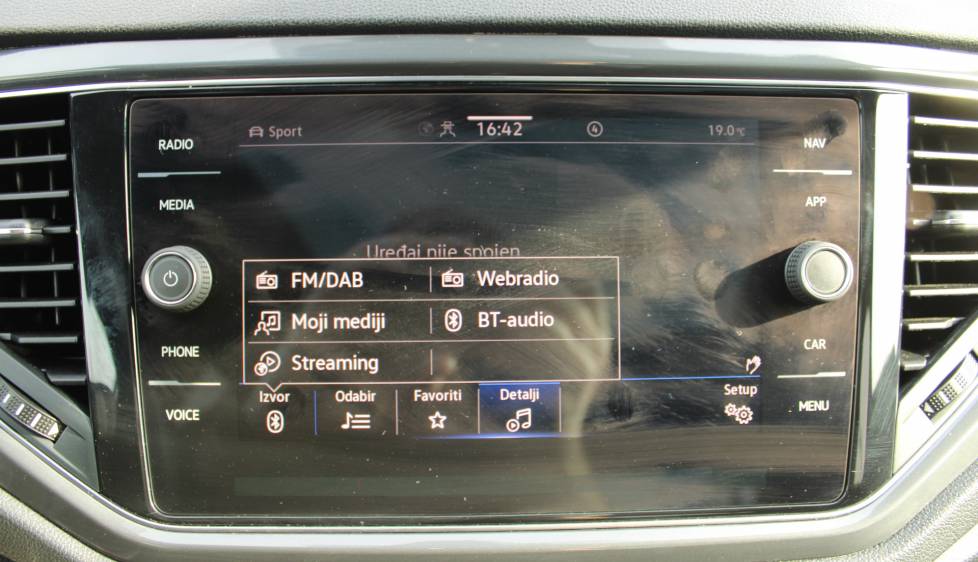 RADIO
MEDIA
PHONE
VOICE
Sport
16:42
4
19.0°C
Uređaj nije spojen
FM/DAB
Webradio
Moji mediji
BT-audio
Streaming
Izvor
Odabir
Favoriti
Detalji
Setup
NAV
APP
CAR
MENU